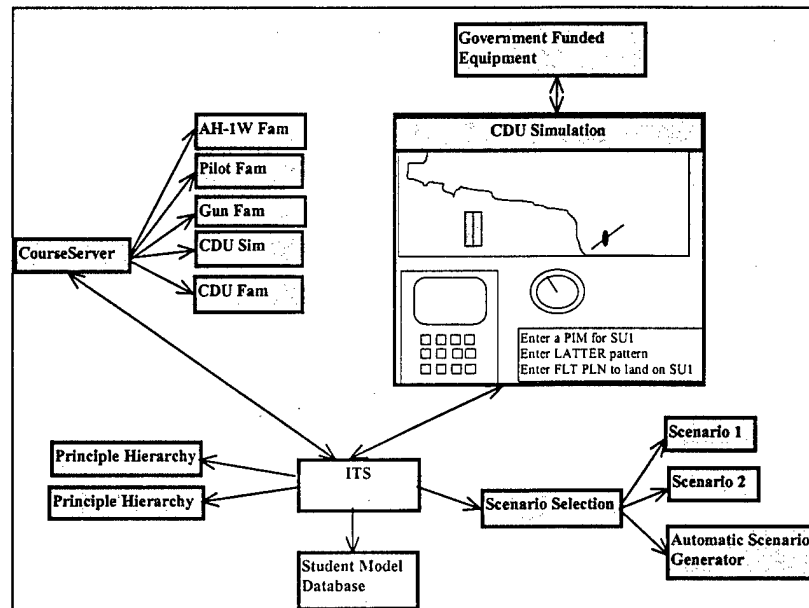 Government Funded
Equipment
CDU Simulation
AH-1W Fam
Pilot Fam
Gun Fam
CDU Sim
CDU Fam
CourseServer
Enter a PIM for SU1
Enter LATTER pattern
Enter FLT PLN to land on SU1
Principle Hierarchy
Principle Hierarchy
ITS
Student Model
Database
Scenario Selection
Scenario 1
Scenario 2
Automatic Scenario
Generator